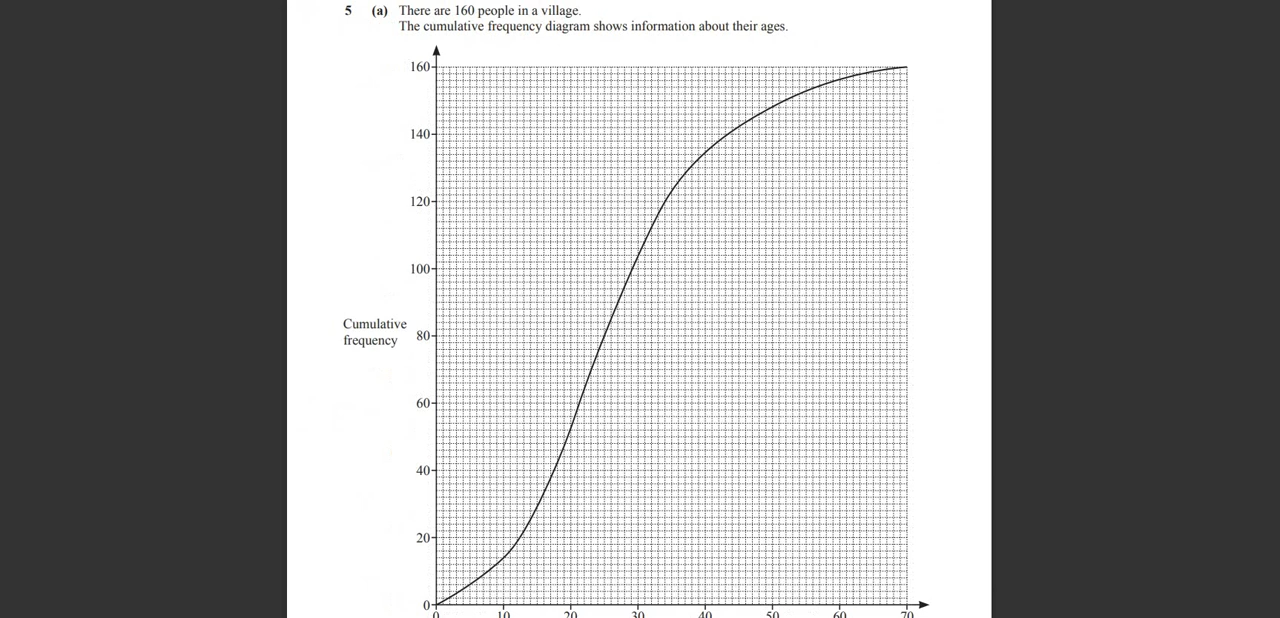 5 (a) There are 160 people in a village.
The cumulative frequency diagram shows information about their ages.
160
140
120
100
Cumulative
frequency
80
60
40
20
0
0 10 20 30 40 50 60 70